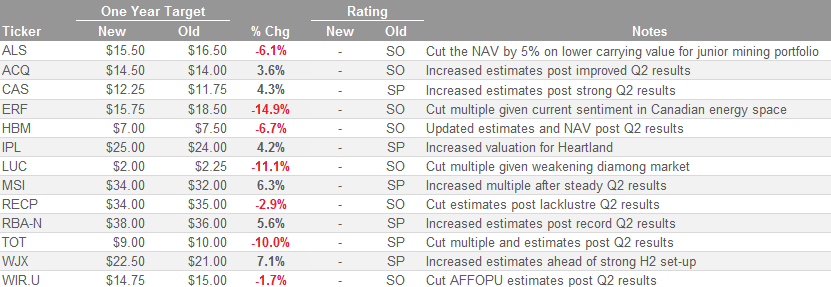 One Year Target Rating
Ticker New Old % Chg New Old Notes
ALS $15.50 $16.50 -6.1% - SO Cut the NAV by 5% on lower carrying value for junior mining portfolio
ACQ $14.50 $14.00 3.6% - SO Increased estimates post improved Q2 results
CAS $12.25 $11.75 4.3% - SP Increased estimates post strong Q2 results
ERF $15.75 $18.50 -14.9% - SO Cut multiple given current sentiment in Canadian energy space
HBM $7.00 $7.50 -6.7% - SO Updated estimates and NAV post Q2 results
IPL $25.00 $24.00 4.2% - SP Increased valuation for Heartland
LUC $2.00 $2.25 -11.1% - SO Cut multiple given weakening diamong market
MSI $34.00 $32.00 6.3% - SP Increased multiple after steady Q2 results
RECP $34.00 $35.00 -2.9% - SO Cut estimates post lacklustre Q2 results
RBA-N $38.00 $36.00 5.6% - SP Increased estimates post record Q2 results
TOT $9.00 $10.00 -10.0% - SP Cut multiple and estimates post Q2 results
WJX $22.50 $21.00 7.1% - SP Increased estimates ahead of strong H2 set-up
WIR.U $14.75 $15.00 -1.7% - SO Cut AFFOPU estimates post Q2 results